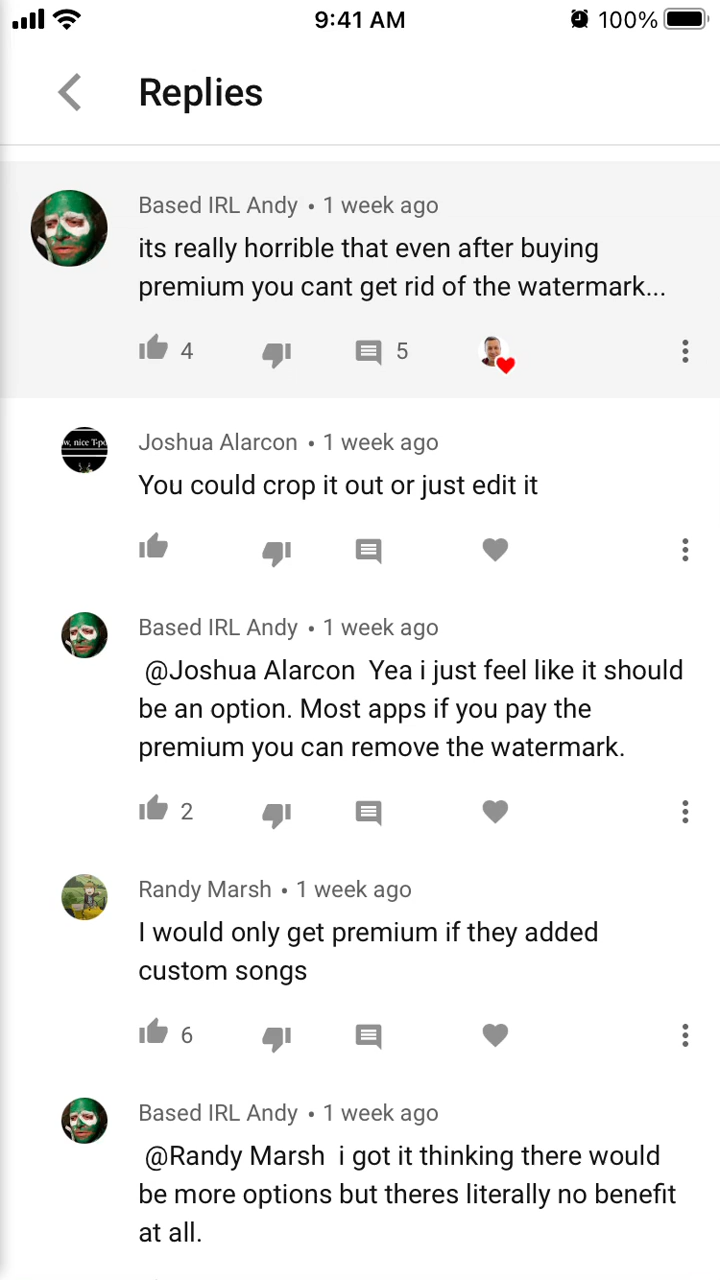 9:41 AM
100%
Replies
Based IRL Andy • 1 week ago
its really horrible that even after buying
premium you cant get rid of the watermark...
4
5
w, nice T-po
Joshua Alarcon • 1 week ago
You could crop it out or just edit it
Based IRL Andy • 1 week ago
@Joshua Alarcon Yea i just feel like it should
be an option. Most apps if you pay the
premium you can remove the watermark.
2
Randy Marsh • 1 week ago
I would only get premium if they added
custom songs
6
Based IRL Andy • 1 week ago
@Randy Marsh i got it thinking there would
be more options but theres literally no benefit
at all.